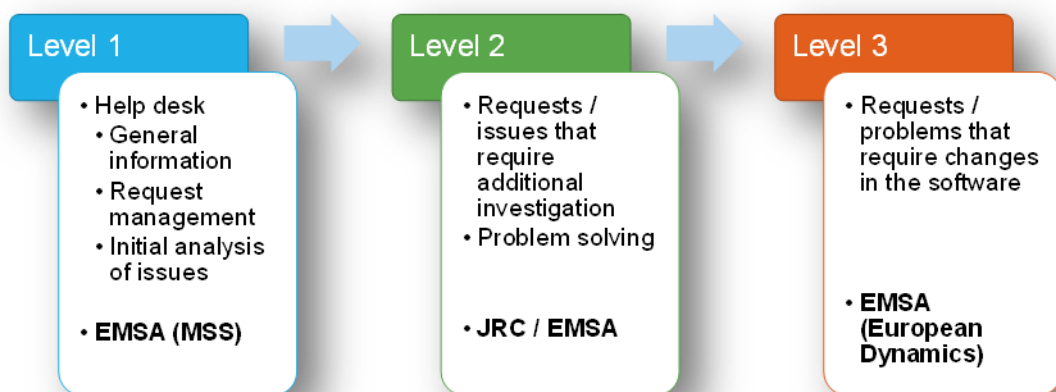 Level 1
• Help desk
• General
information
• Request
management
• Initial analysis
of issues
• EMSA (MSS)
Level 2
• Requests /
issues that
require
additional
investigation
• Problem solving
• JRC / EMSA
Level 3
• Requests /
problems that
require changes
in the software
• EMSA
(European
Dynamics)